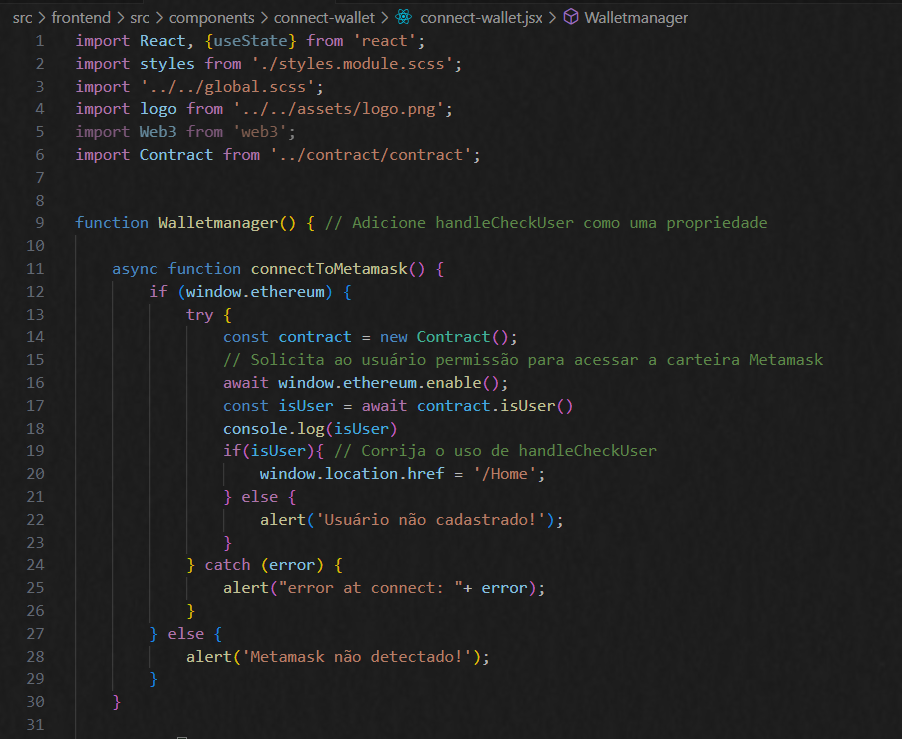 src > frontend > src > components > connect-wallet > connect-wallet.jsx > Walletmanager
1 import React, {useState} from 'react';
2 import styles from './styles.module.scss';
3 import '../../global.scss';
4 import logo from '../../assets/logo.png';
5 import Web3 from 'web3';
6 import Contract from '../contract/contract';
7
8
9 function Walletmanager() { // Adicione handleCheckUser como uma propriedade
10
11     async function connectToMetamask() {
12         if (window.ethereum) {
13             try {
14                 const contract = new Contract();
15                 // Solicita ao usuário permissão para acessar a carteira Metamask
16                 await window.ethereum.enable();
17                 const isUser = await contract.isUser()
18                 console.log(isUser)
19                 if(isUser){ // Corrija o uso de handleCheckUser
20                     window.location.href = '/Home';
21                 } else {
22                     alert('Usuário não cadastrado!');
23                 }
24             } catch (error) {
25                 alert("error at connect: "+ error);
26             }
27         } else {
28             alert('Metamask não detectado!');
29         }
30     }
31